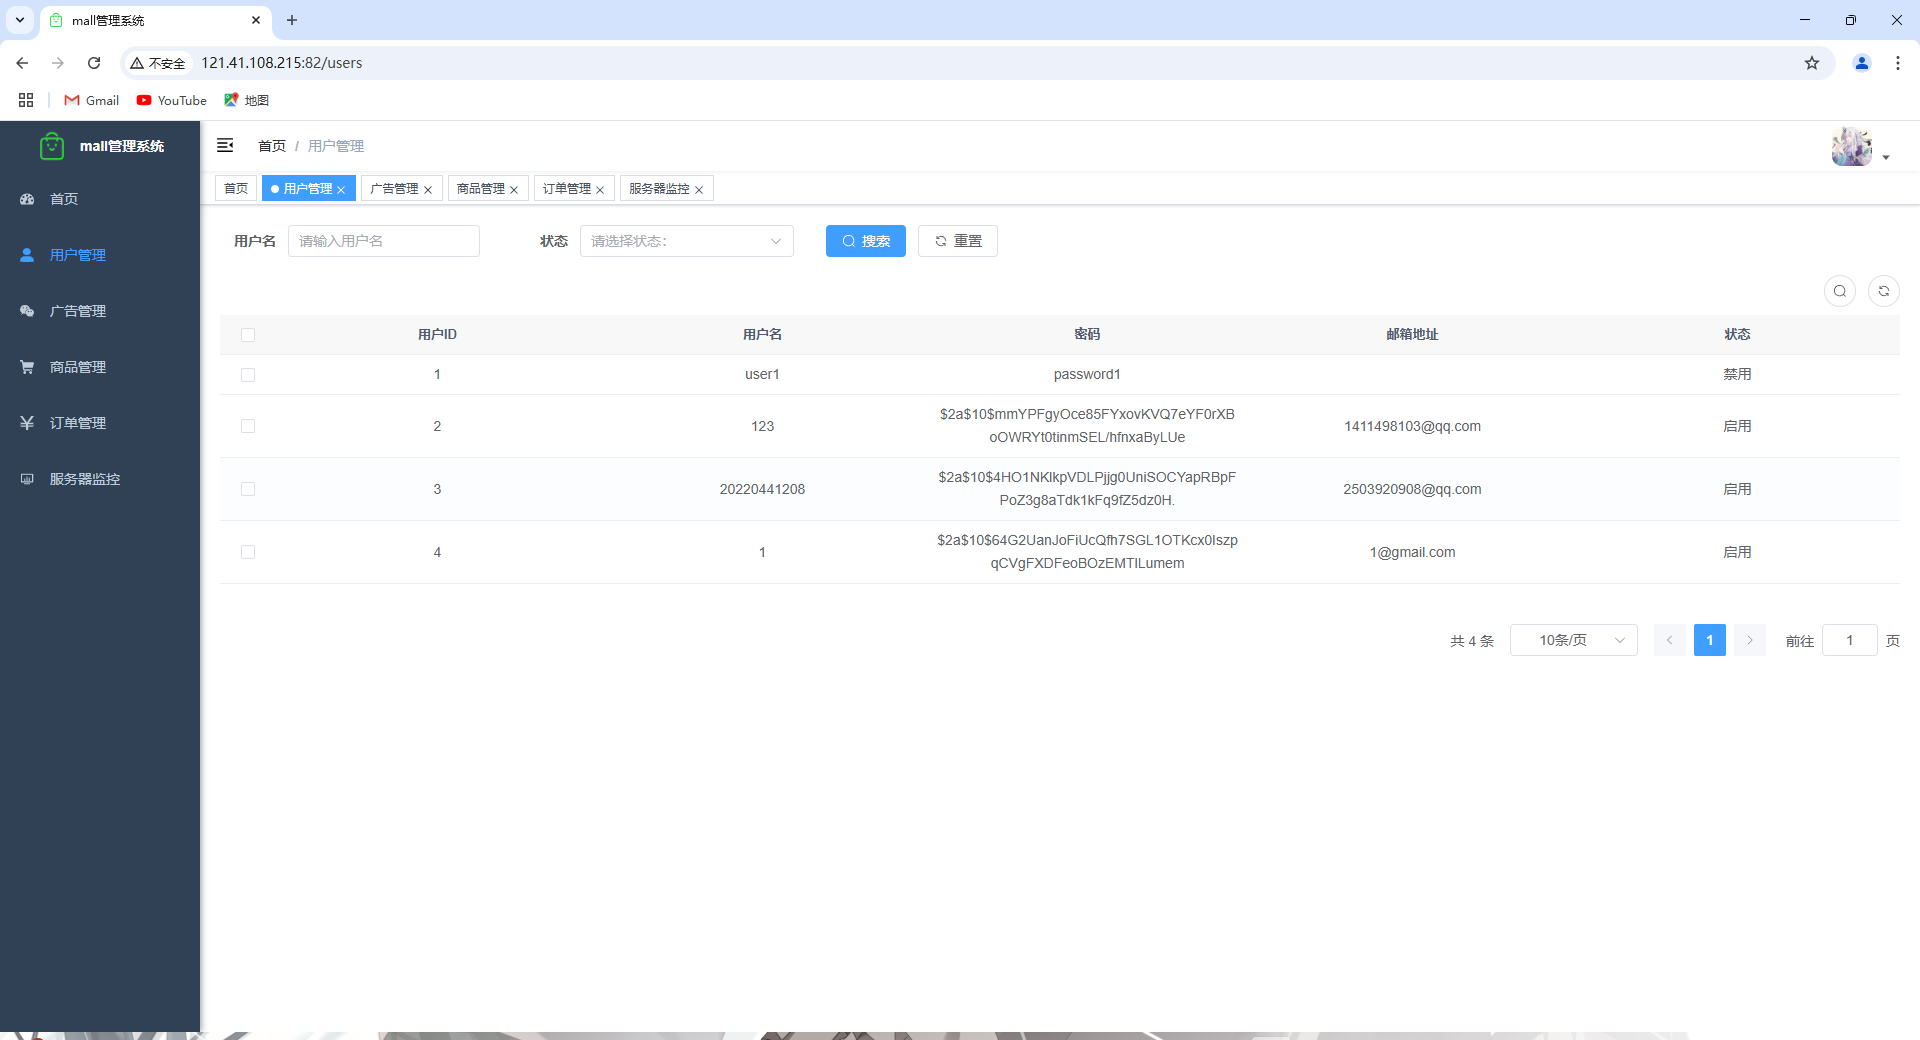 mall管理系统
不安全 121.41.108.215:82/users
Gmail YouTube 地图
mall管理系统
首页
用户管理
广告管理
商品管理
订单管理
服务器监控
首页 / 用户管理
首页 用户管理 广告管理 商品管理 订单管理 服务器监控
用户名 请输入用户名 状态 请选择状态: 搜索 重置
用户ID 用户名 密码 邮箱地址 状态
1 user1 password1 禁用
2 123 $2a$10$mmYPFgyOce85FYxovKVQ7eYF0rXB
oOWRYt0tinmSEL/hfnxaByLUe 1411498103@qq.com 启用
3 20220441208 $2a$10$4HO1NKlkpVDLPjjg0UniSOCYapRBpF
PoZ3g8aTdk1kFq9fZ5dz0H. 2503920908@qq.com 启用
4 1 $2a$10$64G2UanJoFiUcQfh7SGL1OTKcx0Iszp
qCVgFXDFeoBOzEMTlLumem 1@gmail.com 启用
共 4 条 10条/页 1 前往 1 页